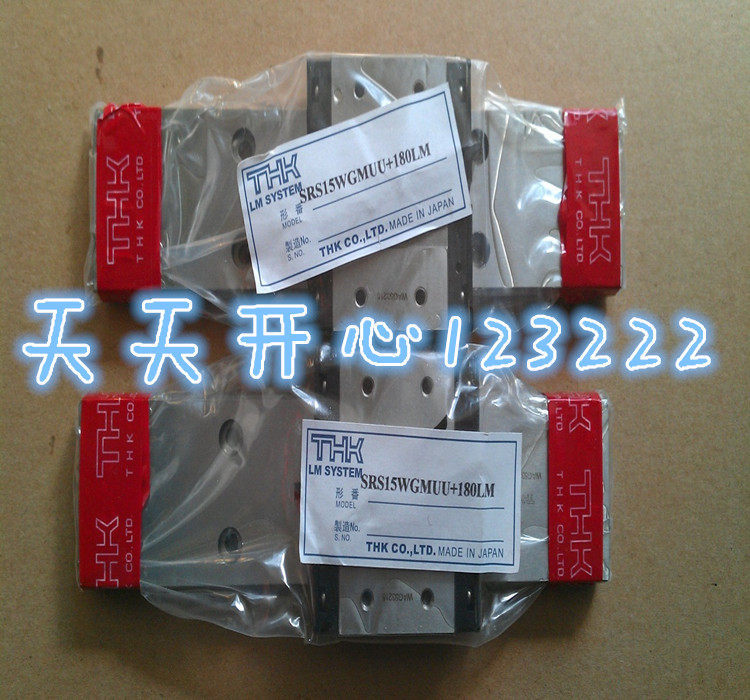 THK
THK CO., LTD.
THK
LM SYSTEM
SRS15WGMUU+180LM
形 番
MODEL
製造No.
S. NO.
THK CO.,LTD. MADE IN JAPAN
THK
THK CO., LTD
天天开心123222
THK
THK CO., LTD
THK
LM SYSTEM
SRS15WGMUU+180LM
形 番
MODEL
製造No.
S. NO.
THK CO.,LTD. MADE IN JAPAN
LTD
THK
THK CO., LTD